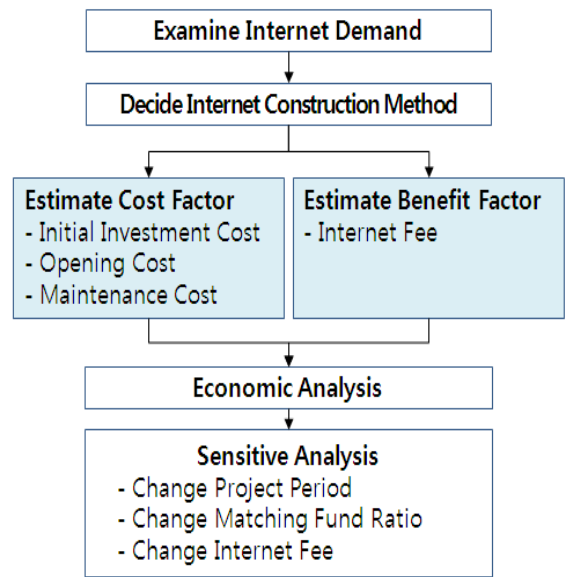 Examine Internet Demand
Decide Internet Construction Method
Estimate Cost Factor
- Initial Investment Cost
- Opening Cost
- Maintenance Cost
Estimate Benefit Factor
- Internet Fee
Economic Analysis
Sensitive Analysis
- Change Project Period
- Change Matching Fund Ratio
- Change Internet Fee